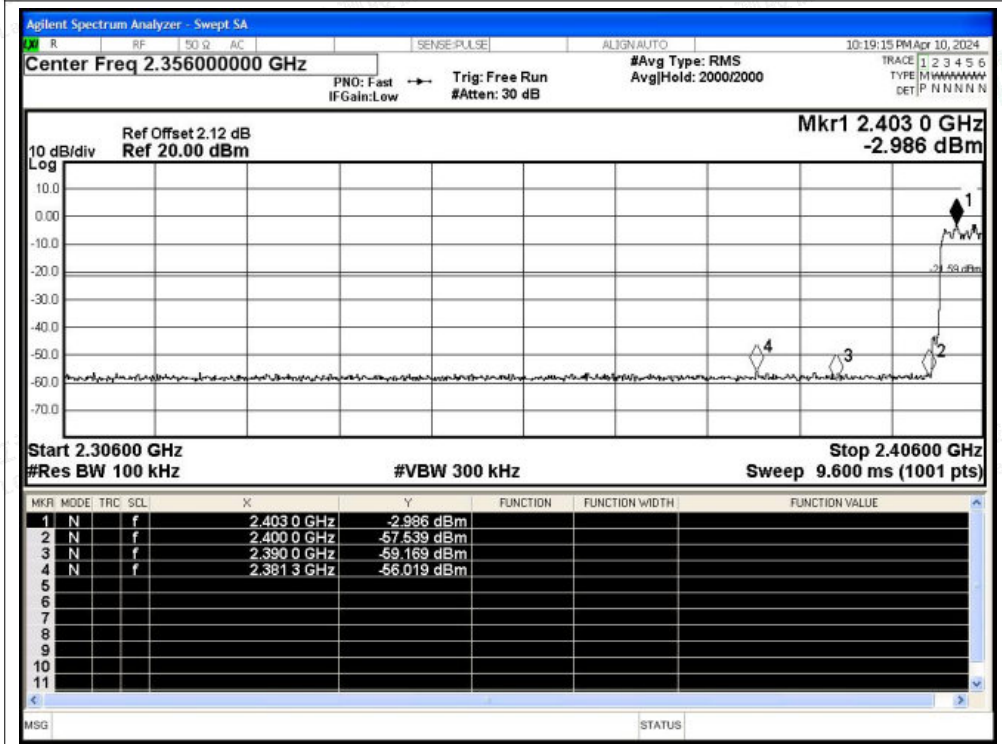 Agilent Spectrum Analyzer - Swept SA
LXI R RF 50 Ω AC SENSE:PULSE ALIGNAUTO 10:19:15 PM Apr 10, 2024
Center Freq 2.356000000 GHz #Avg Type: RMS TRACE 1 2 3 4 5 6
PNO: Fast Trig: Free Run Avg|Hold: 2000/2000 TYPE M
IFGain:Low #Atten: 30 dB DET P N N N N N
Mkr1 2.403 0 GHz
Ref Offset 2.12 dB
10 dB/div Ref 20.00 dBm -2.986 dBm
Log
10.0
1
0.00
-10.0
-20.0 -21.59 dBm
-30.0
-40.0
-50.0 4 3 2
-60.0
-70.0
Start 2.30600 GHz Stop 2.40600 GHz
#Res BW 100 kHz #VBW 300 kHz Sweep 9.600 ms (1001 pts)
MKR MODE TRC SCL X Y FUNCTION FUNCTION WIDTH FUNCTION VALUE
1 N f 2.403 0 GHz -2.986 dBm
2 N f 2.400 0 GHz -57.539 dBm
3 N f 2.390 0 GHz -59.169 dBm
4 N f 2.381 3 GHz -56.019 dBm
5
6
7
8
9
10
11
MSG STATUS